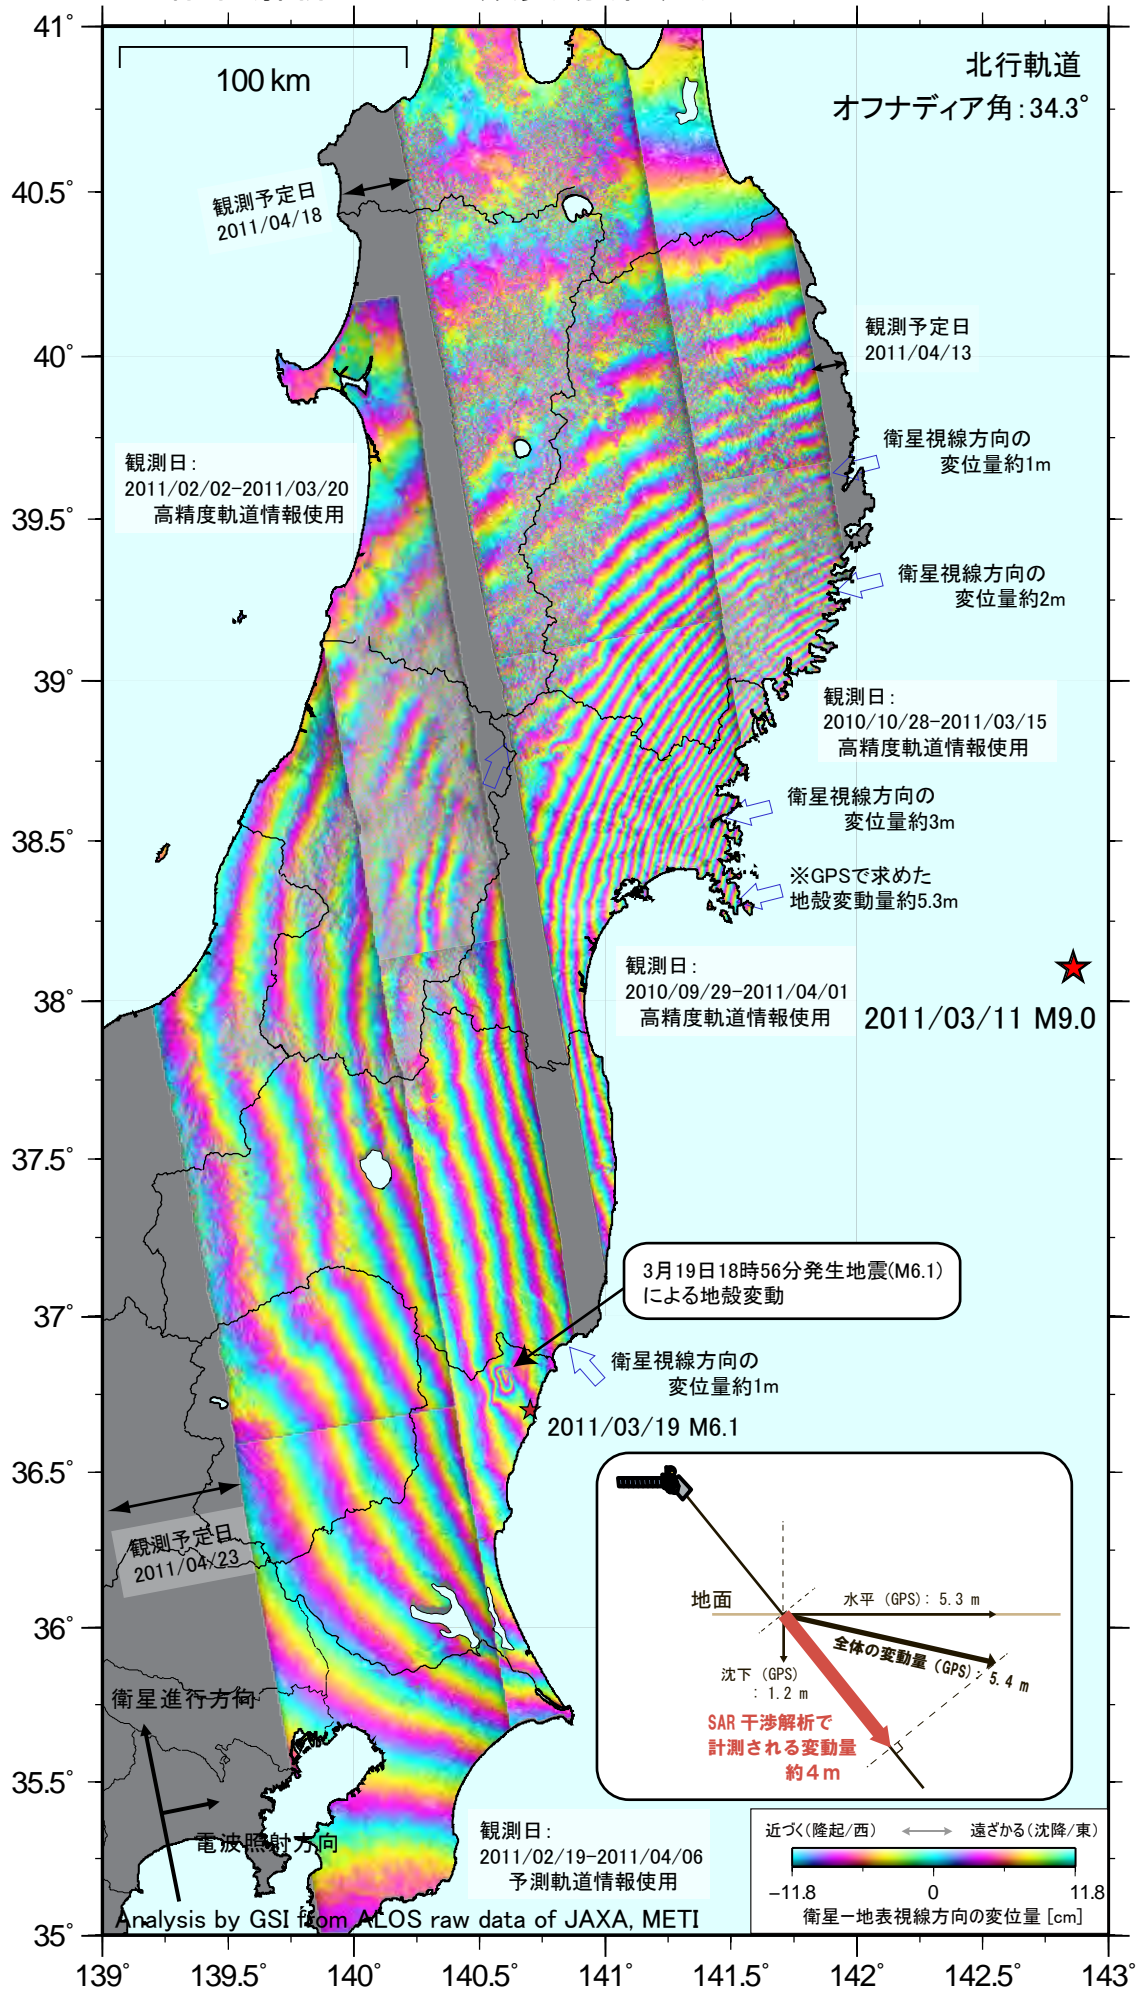 41°
100 km
北行軌道
オフナディア角：34.3°
40.5°
観測予定日
2011/04/18
40°
観測予定日
2011/04/13
衛星視線方向の
変位量約1m
観測日：
2011/02/02-2011/03/20
高精度軌道情報使用
39.5°
衛星視線方向の
変位量約2m
39°
観測日：
2010/10/28-2011/03/15
高精度軌道情報使用
衛星視線方向の
変位量約3m
38.5°
※GPSで求めた
地殻変動量約5.3m
観測日：
2010/09/29-2011/04/01
高精度軌道情報使用
38°
2011/03/11 M9.0
37.5°
3月19日18時56分発生地震(M6.1)
による地殻変動
37°
衛星視線方向の
変位量約1m
2011/03/19 M6.1
36.5°
観測予定日
2011/04/23
地面
水平（GPS）：5.3 m
全体の変動量（GPS）：5.4 m
沈下（GPS）
：1.2 m
SAR 干渉解析で
計測される変動量
約４ｍ
36°
衛星進行方向
35.5°
電波照射方向
観測日：
2011/02/19-2011/04/06
予測軌道情報使用
近づく(隆起/西)
遠ざかる(沈降/東)
-11.8 0 11.8
衛星－地表視線方向の変位量 [cm]
Analysis by GSI from ALOS raw data of JAXA, METI
35°
139° 139.5° 140° 140.5° 141° 141.5° 142° 142.5° 143°